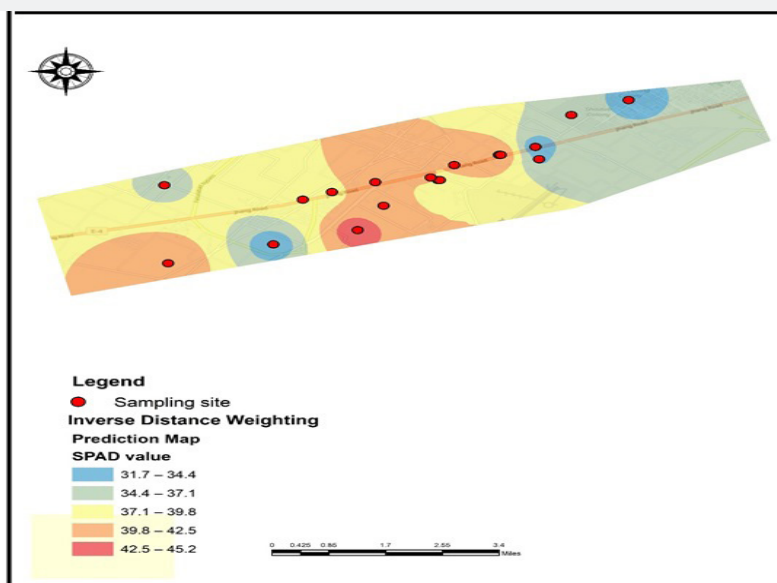 Jinang Road
Legend
Sampling site
Inverse Distance Weighting
Prediction Map
SPAD value
31.7 – 34.4
34.4 – 37.1
37.1 – 39.8
39.8 – 42.5
42.5 – 45.2
0 0.425 0.85 1.7 2.55 3.4
Miles